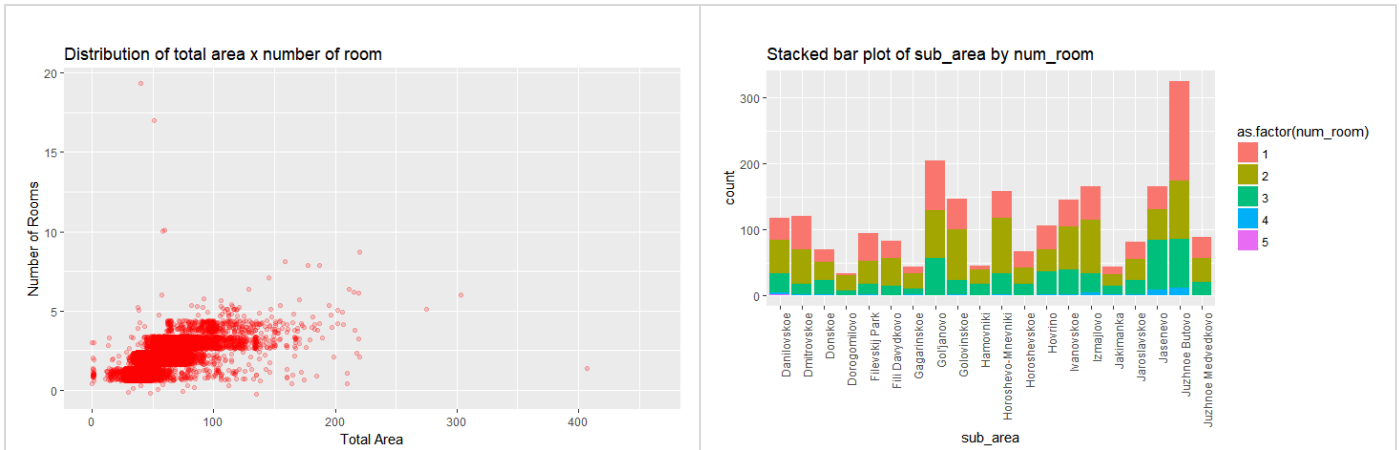 Distribution of total area x number of room
20
15
10
5
0
Number of Rooms
0
100
200
300
400
Total Area
Stacked bar plot of sub_area by num_room
300
200
100
0
count
Danilovskoe
Dmitrovskoe
Donskoe
Dorogomilovo
Filevskij Park
Fili Davydkovo
Gagarinskoe
Gol'janovo
Golovinskoe
Hamovniki
Horoshevo-Mnevniki
Horoshevskoe
Hovrino
Ivanovskoe
Izmajlovo
Jakimanka
Jaroslavskoe
Jasenevo
Juzhnoe Butovo
Juzhnoe Medvedkovo
sub_area
as.factor(num_room)
1
2
3
4
5